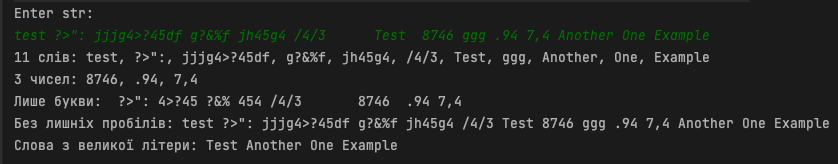 Enter str:
test ?>": jjjg4>?45df g?&%f jh45g4 /4/3      Test  8746 ggg .94 7,4 Another One Example
11 слів: test, ?>":, jjjg4>?45df, g?&%f, jh45g4, /4/3, Test, ggg, Another, One, Example
3 чисел: 8746, .94, 7,4
Лише букви:  ?>": 4>?45 ?&% 454 /4/3       8746  .94 7,4
Без лишніх пробілів: test ?>": jjjg4>?45df g?&%f jh45g4 /4/3 Test 8746 ggg .94 7,4 Another One Example
Слова з великої літери: Test Another One Example